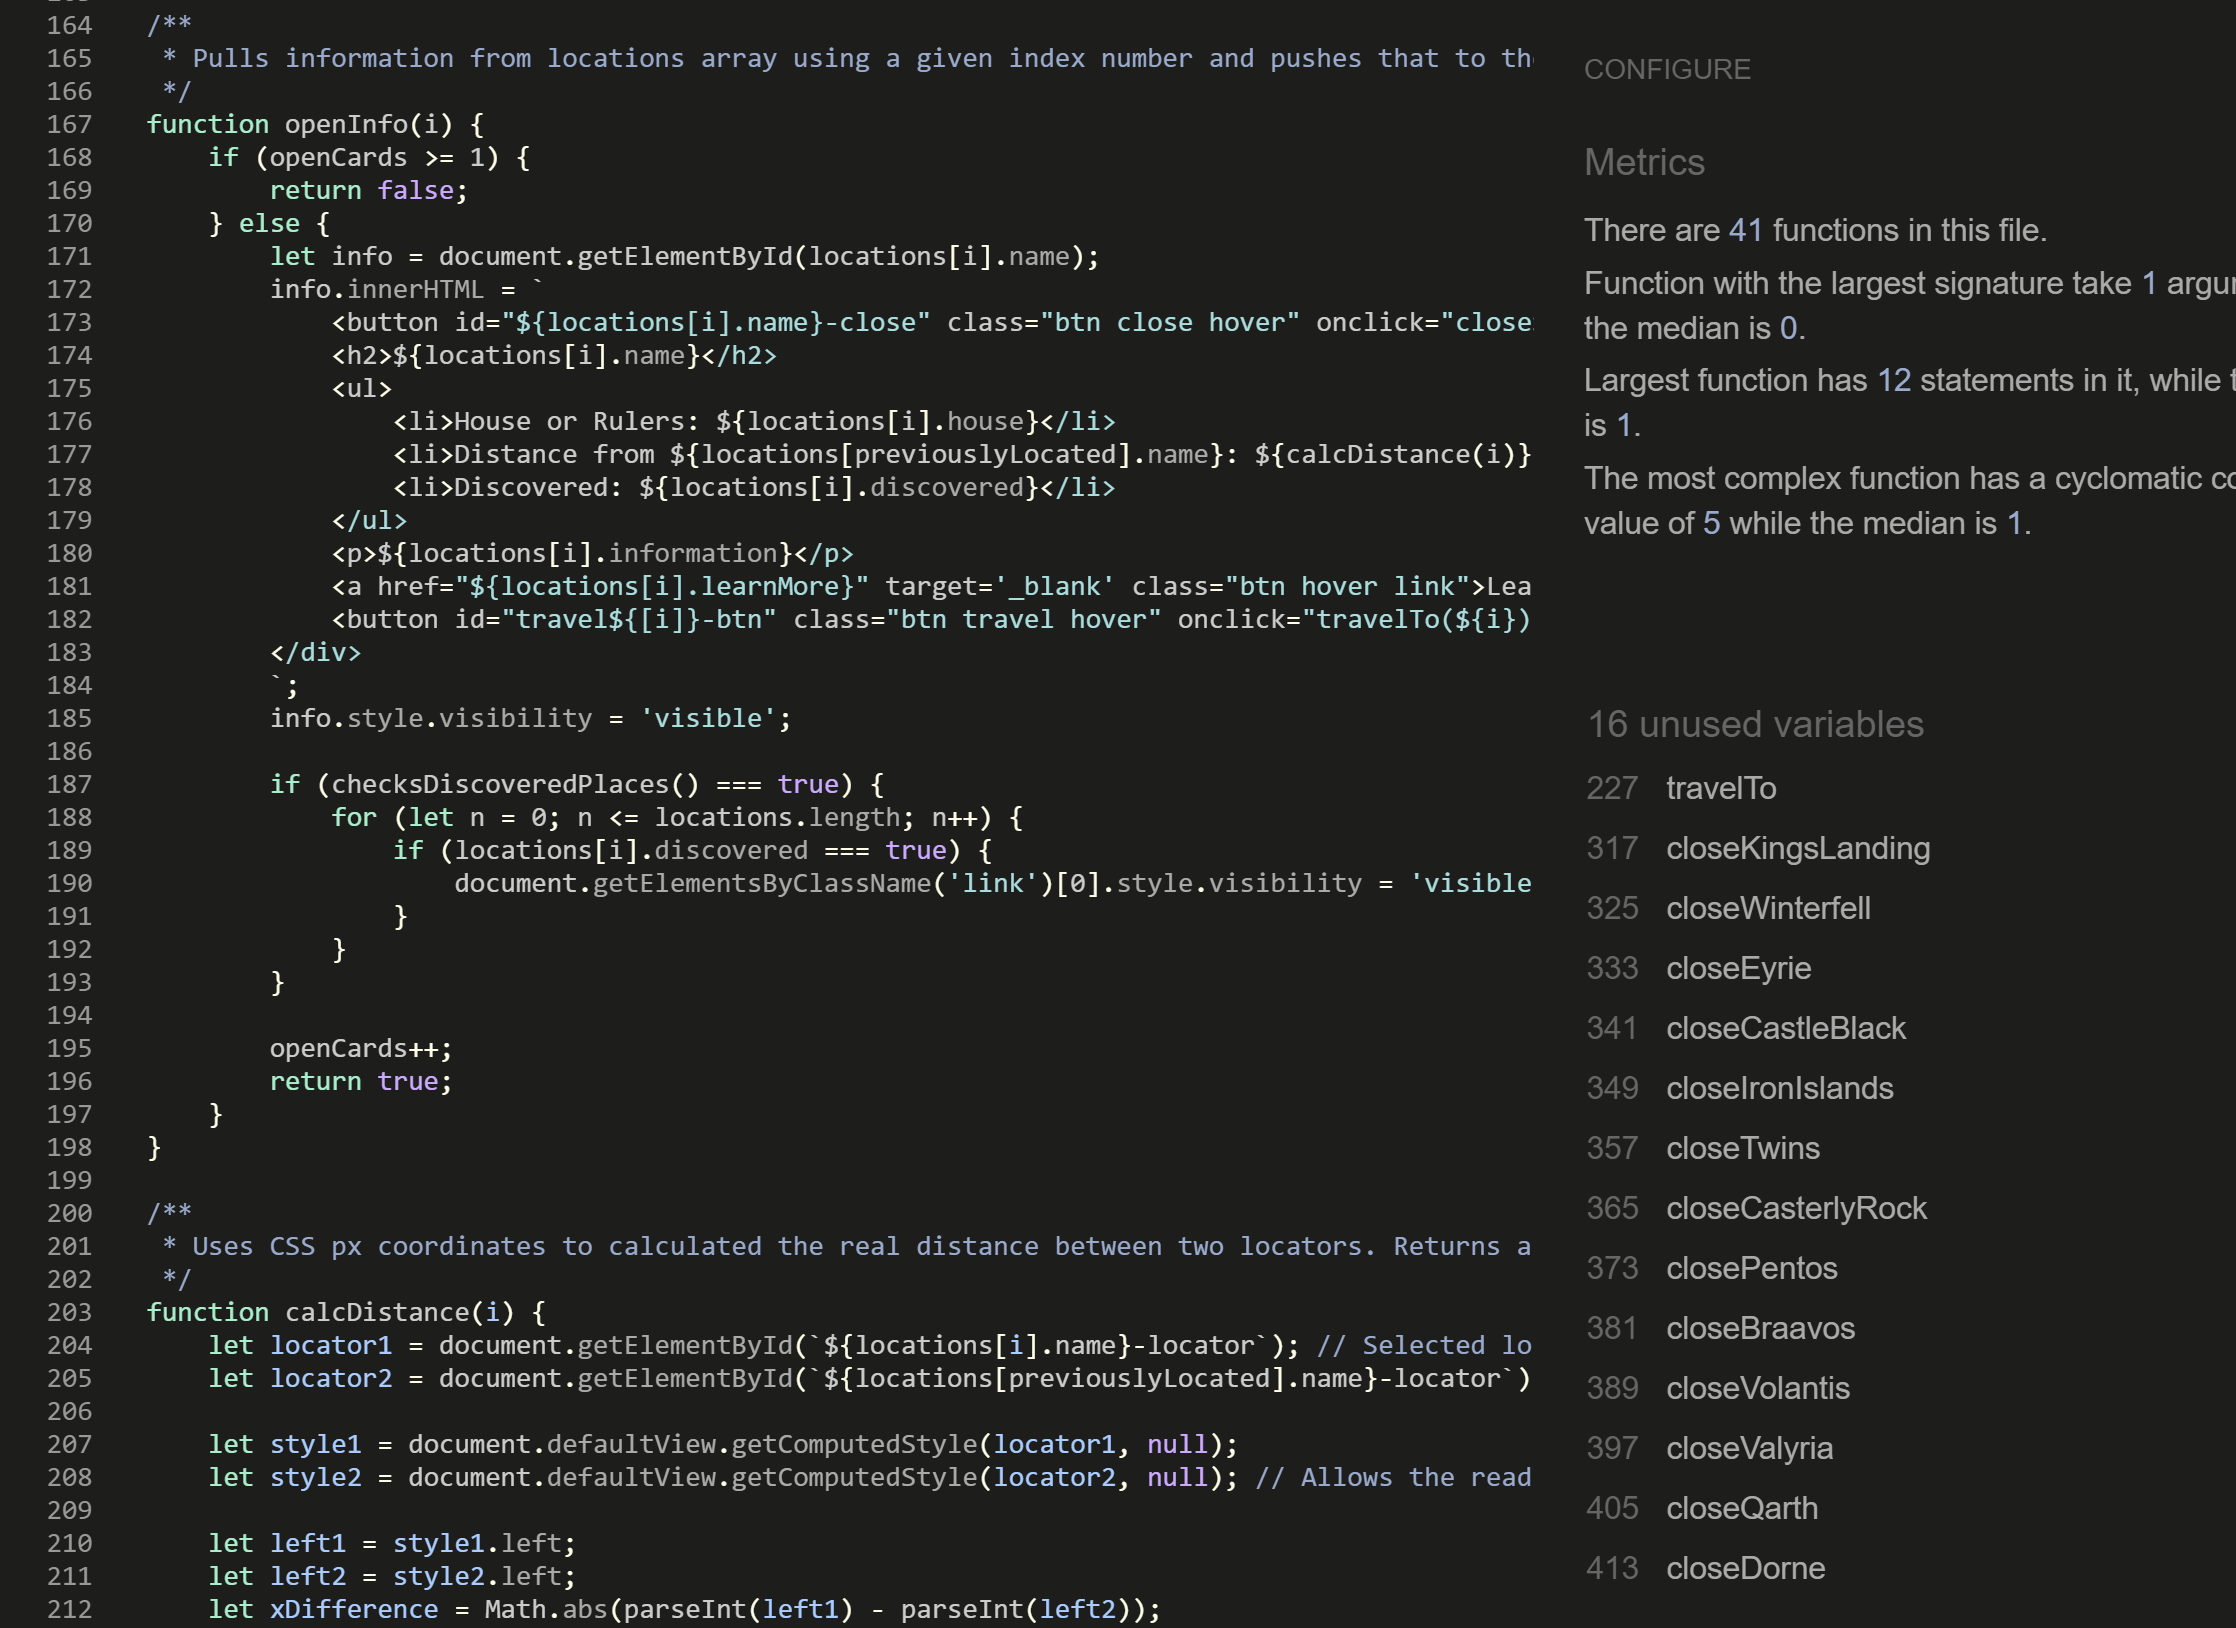 164 /**
165 * Pulls information from locations array using a given index number and pushes that to the
166 */
167 function openInfo(i) {
168 if (openCards >= 1) {
169 return false;
170 } else {
171 let info = document.getElementById(locations[i].name);
172 info.innerHTML = `
173 <button id="${locations[i].name}-close" class="btn close hover" onclick="close
174 <h2>${locations[i].name}</h2>
175 <ul>
176 <li>House or Rulers: ${locations[i].house}</li>
177 <li>Distance from ${locations[previouslyLocated].name}: ${calcDistance(i)}
178 <li>Discovered: ${locations[i].discovered}</li>
179 </ul>
180 <p>${locations[i].information}</p>
181 <a href="${locations[i].learnMore}" target='_blank' class="btn hover link">Lea
182 <button id="travel${[i]}-btn" class="btn travel hover" onclick="travelTo(${i})
183 </div>
184 `;
185 info.style.visibility = 'visible';
186
187 if (checksDiscoveredPlaces() === true) {
188 for (let n = 0; n <= locations.length; n++) {
189 if (locations[i].discovered === true) {
190 document.getElementsByClassName('link')[0].style.visibility = 'visible
191 }
192 }
193 }
194
195 openCards++;
196 return true;
197 }
198 }
199
200 /**
201 * Uses CSS px coordinates to calculated the real distance between two locators. Returns a
202 */
203 function calcDistance(i) {
204 let locator1 = document.getElementById(`${locations[i].name}-locator`); // Selected lo
205 let locator2 = document.getElementById(`${locations[previouslyLocated].name}-locator`)
206
207 let style1 = document.defaultView.getComputedStyle(locator1, null);
208 let style2 = document.defaultView.getComputedStyle(locator2, null); // Allows the read
209
210 let left1 = style1.left;
211 let left2 = style2.left;
212 let xDifference = Math.abs(parseInt(left1) - parseInt(left2));
CONFIGURE
Metrics
There are 41 functions in this file.
Function with the largest signature take 1 argu
the median is 0.
Largest function has 12 statements in it, while
is 1.
The most complex function has a cyclomatic co
value of 5 while the median is 1.
16 unused variables
227 travelTo
317 closeKingsLanding
325 closeWinterfell
333 closeEyrie
341 closeCastleBlack
349 closeIronIslands
357 closeTwins
365 closeCasterlyRock
373 closePentos
381 closeBraavos
389 closeVolantis
397 closeValyria
405 closeQarth
413 closeDorne